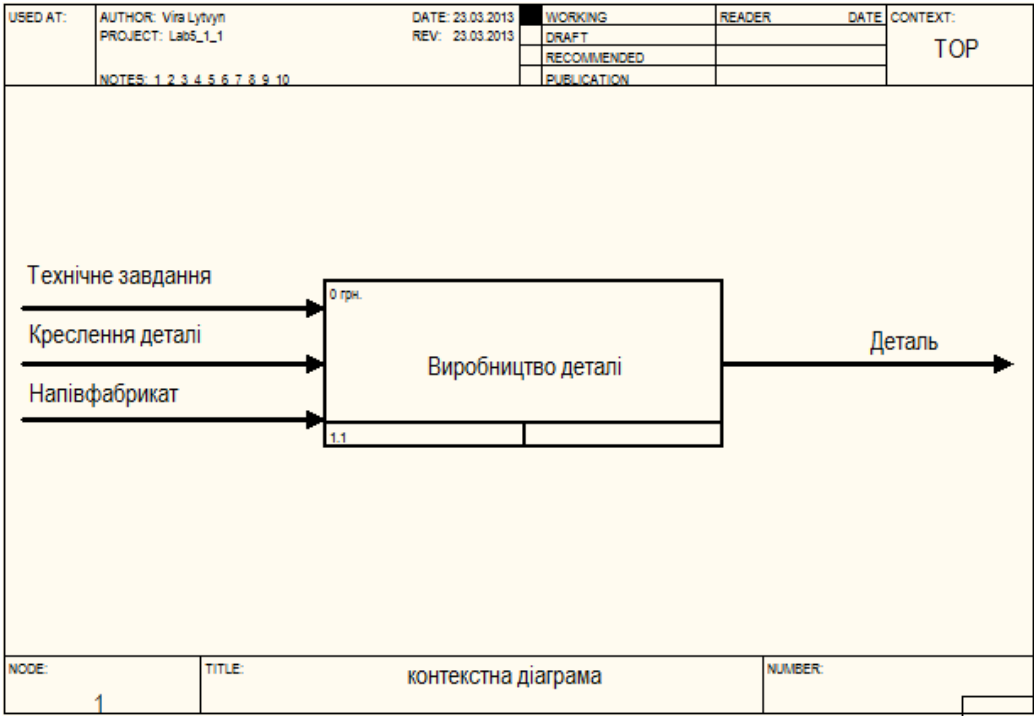 USED AT:
AUTHOR: Vira Lytvyn
DATE: 23.03.2013
WORKING
READER
DATE
CONTEXT:
PROJECT: Lab5_1_1
REV: 23.03.2013
DRAFT
TOP
RECOMMENDED
NOTES: 1 2 3 4 5 6 7 8 9 10
PUBLICATION
Технічне завдання
0 грн.
Креслення деталі
Деталь
Виробництво деталі
Напівфабрикат
1.1
NODE:
TITLE:
контекстна діаграма
NUMBER:
1